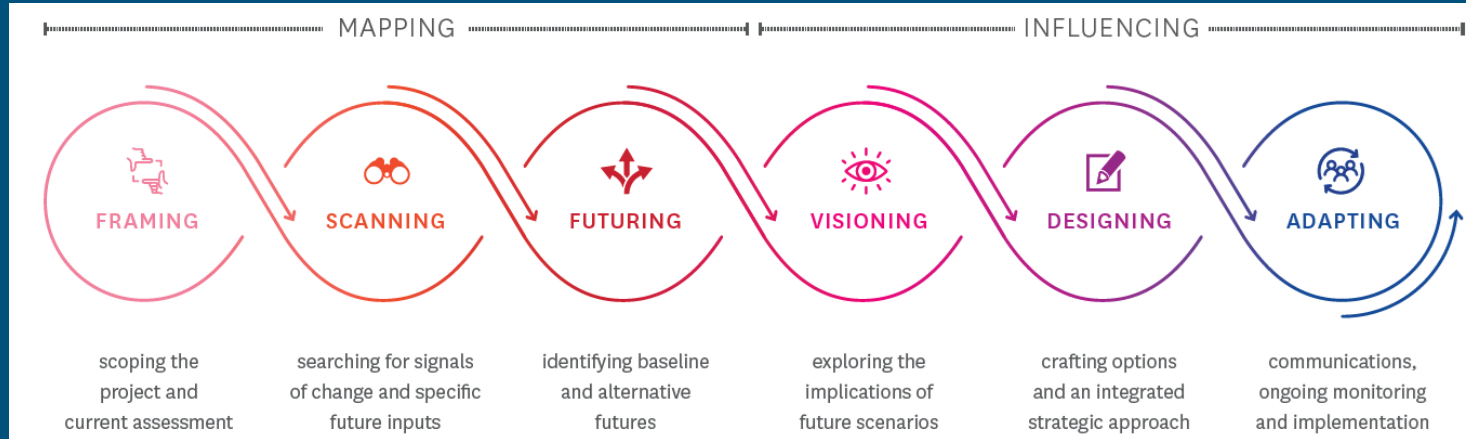 MAPPING
INFLUENCING
FRAMING
SCANNING
FUTURING
VISIONING
DESIGNING
ADAPTING
scoping the
project and
current assessment
searching for signals
of change and specific
future inputs
identifying baseline
and alternative
futures
exploring the
implications of
future scenarios
crafting options
and an integrated
strategic approach
communications,
ongoing monitoring
and implementation